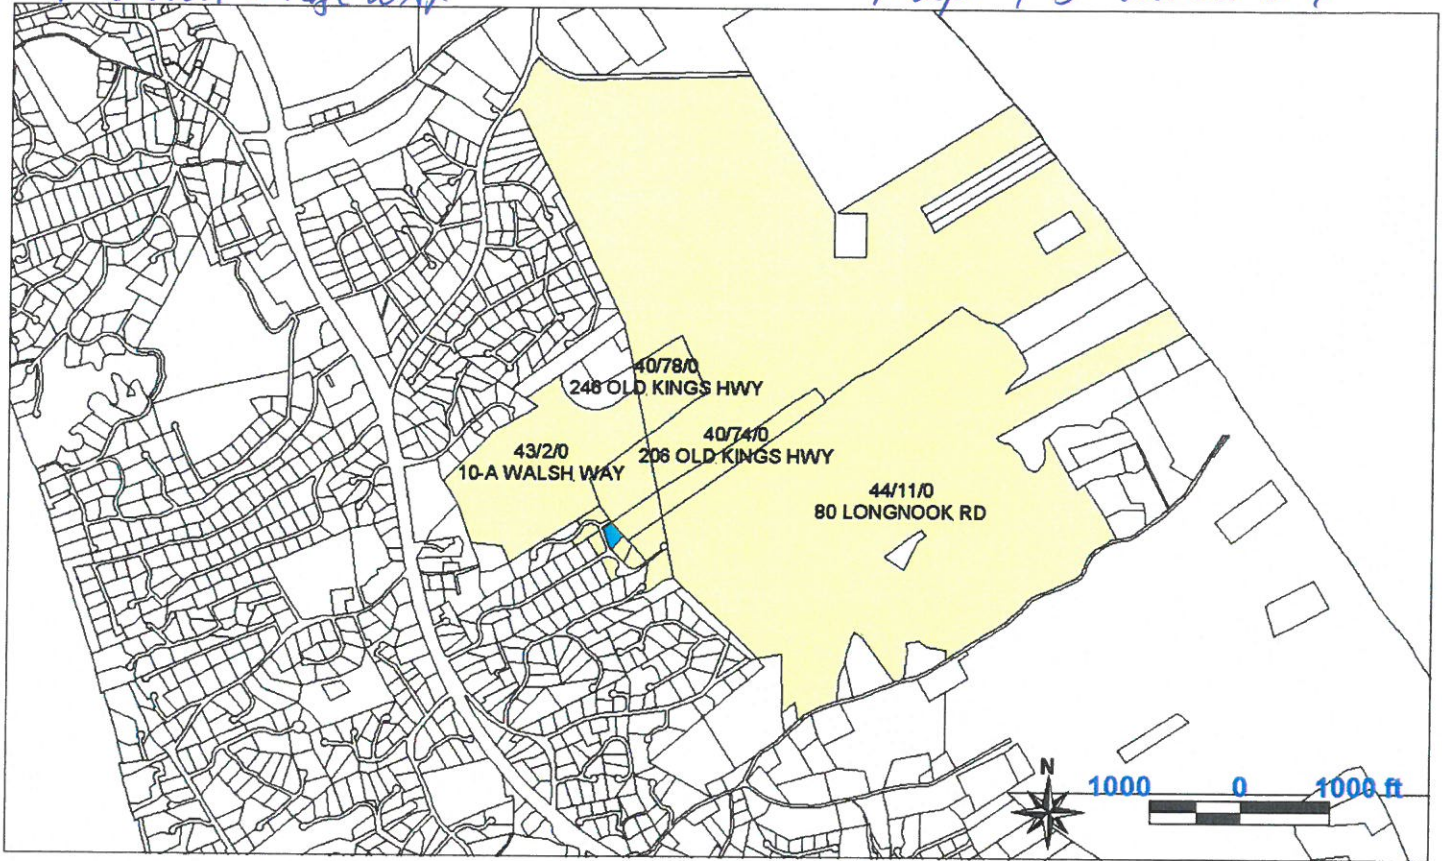 40/78/0
246 OLD KINGS HWY
40/74/0
206 OLD KINGS HWY
43/2/0
10-A WALSH WAY
44/11/0
80 LONGNOOK RD
N
1000 0 1000 ft